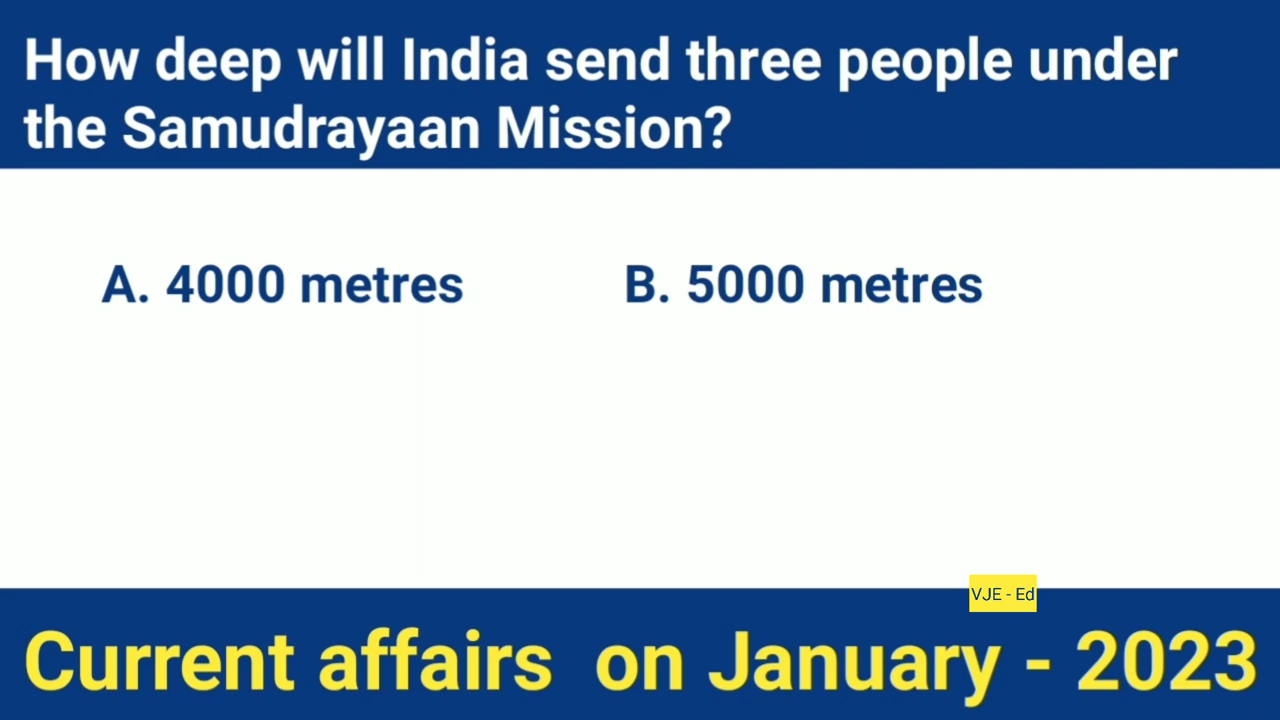 How deep will India send three people under
the Samudrayaan Mission?
A. 4000 metres B. 5000 metres
VJE - Ed
Current affairs on January - 2023